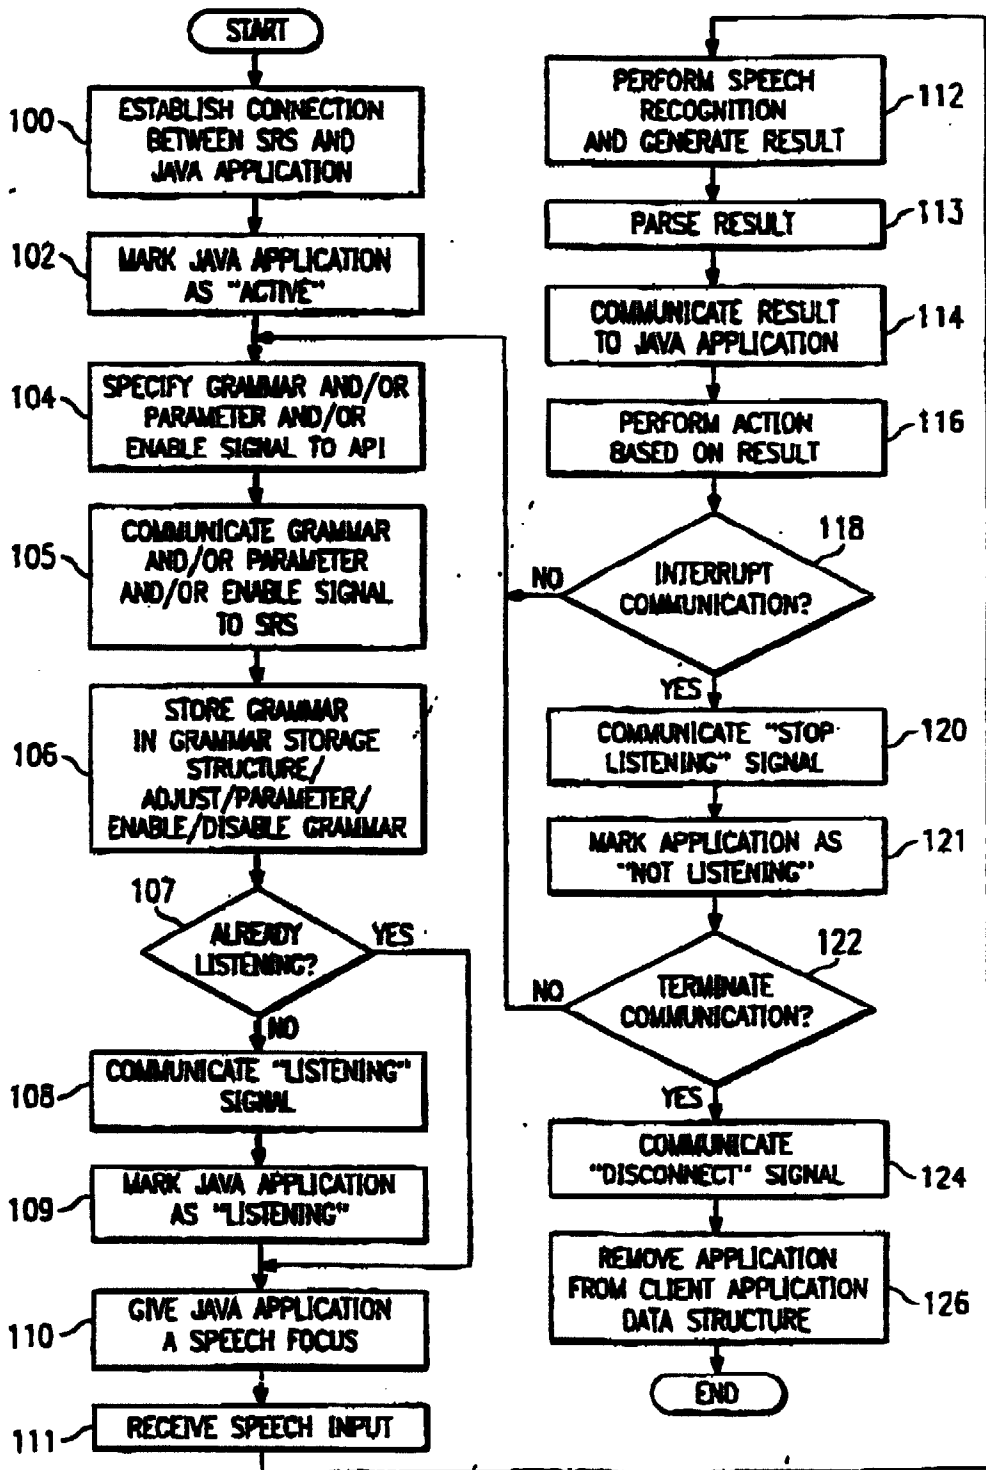 START
100
ESTABLISH CONNECTION
BETWEEN SRS AND
JAVA APPLICATION
102
MARK JAVA APPLICATION
AS "ACTIVE"
104
SPECIFY GRAMMAR AND/OR
PARAMETER AND/OR
ENABLE SIGNAL TO API
105
COMMUNICATE GRAMMAR
AND/OR PARAMETER
AND/OR ENABLE SIGNAL
TO SRS
106
STORE GRAMMAR
IN GRAMMAR STORAGE
STRUCTURE/
ADJUST/PARAMETER/
ENABLE/DISABLE GRAMMAR
107
ALREADY
LISTENING?
YES
NO
108
COMMUNICATE "LISTENING"
SIGNAL
109
MARK JAVA APPLICATION
AS "LISTENING"
110
GIVE JAVA APPLICATION
A SPEECH FOCUS
111
RECEIVE SPEECH INPUT
PERFORM SPEECH
RECOGNITION
AND GENERATE RESULT
112
PARSE RESULT
113
COMMUNICATE RESULT
TO JAVA APPLICATION
114
PERFORM ACTION
BASED ON RESULT
116
118
INTERRUPT
COMMUNICATION?
NO
YES
COMMUNICATE "STOP
LISTENING" SIGNAL
120
MARK APPLICATION AS
"NOT LISTENING"
121
122
TERMINATE
COMMUNICATION?
NO
YES
COMMUNICATE
"DISCONNECT" SIGNAL
124
REMOVE APPLICATION
FROM CLIENT APPLICATION
DATA STRUCTURE
126
END